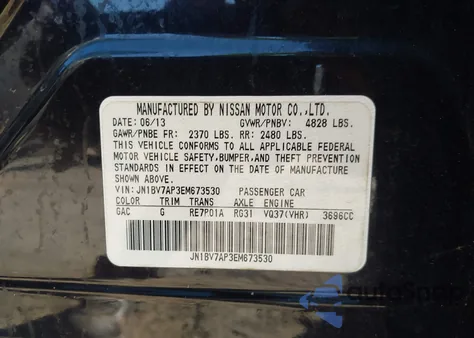 MANUFACTURED BY NISSAN MOTOR CO.,LTD.
DATE: 06/13 GVWR/PNBV: 4828 LBS.
GAWR/PNBE FR: 2370 LBS. RR: 2480 LBS.
THIS VEHICLE CONFORMS TO ALL APPLICABLE FEDERAL
MOTOR VEHICLE SAFETY, BUMPER, AND THEFT PREVENTION
STANDARDS IN EFFECT ON THE DATE OF MANUFACTURE
SHOWN ABOVE.
VIN: JN1BV7AP3EM673530 PASSENGER CAR
COLOR TRIM TRANS AXLE ENGINE
GAC G RE7R01A RG31 VQ37(VHR) 3696CC
JN1BV7AP3EM673530